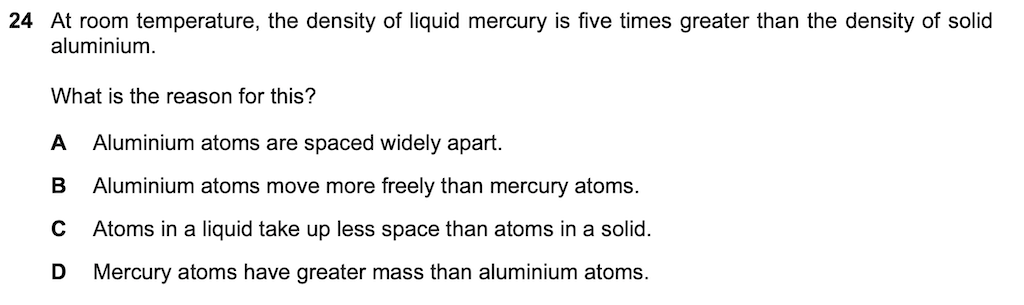 24 At room temperature, the density of liquid mercury is five times greater than the density of solid
aluminium.
What is the reason for this?
A Aluminium atoms are spaced widely apart.
B Aluminium atoms move more freely than mercury atoms.
C Atoms in a liquid take up less space than atoms in a solid.
D Mercury atoms have greater mass than aluminium atoms.